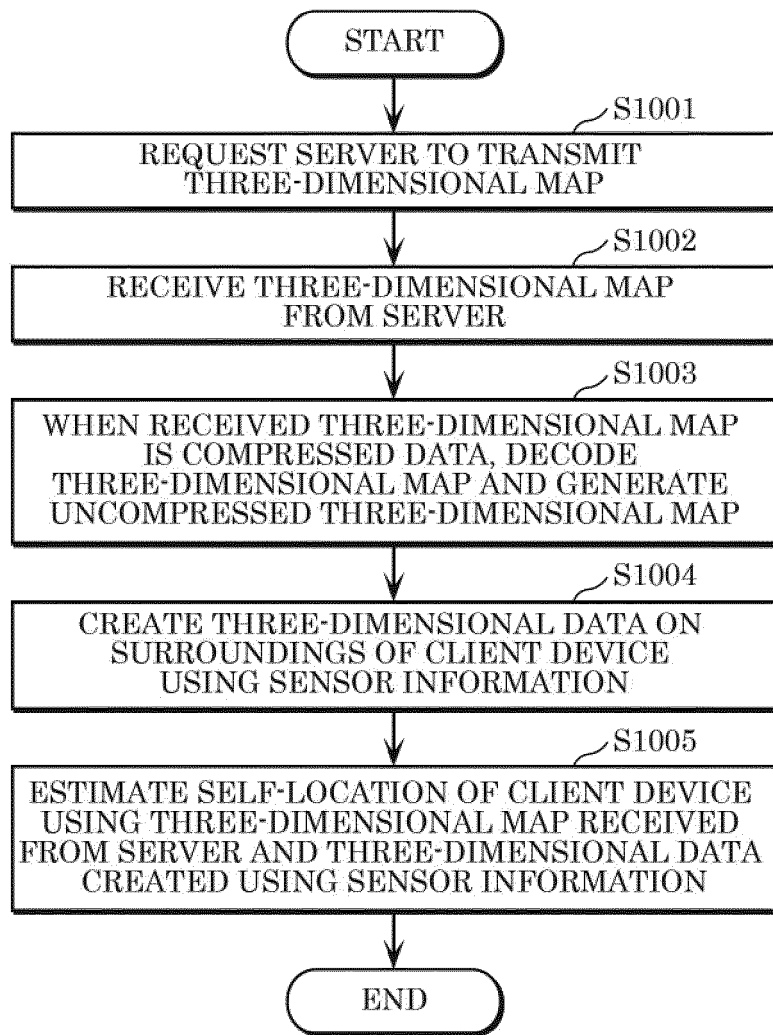 START
S1001
REQUEST SERVER TO TRANSMIT
THREE-DIMENSIONAL MAP
S1002
RECEIVE THREE-DIMENSIONAL MAP
FROM SERVER
S1003
WHEN RECEIVED THREE-DIMENSIONAL MAP
IS COMPRESSED DATA, DECODE
THREE-DIMENSIONAL MAP AND GENERATE
UNCOMPRESSED THREE-DIMENSIONAL MAP
S1004
CREATE THREE-DIMENSIONAL DATA ON
SURROUNDINGS OF CLIENT DEVICE
USING SENSOR INFORMATION
S1005
ESTIMATE SELF-LOCATION OF CLIENT DEVICE
USING THREE-DIMENSIONAL MAP RECEIVED
FROM SERVER AND THREE-DIMENSIONAL DATA
CREATED USING SENSOR INFORMATION
END